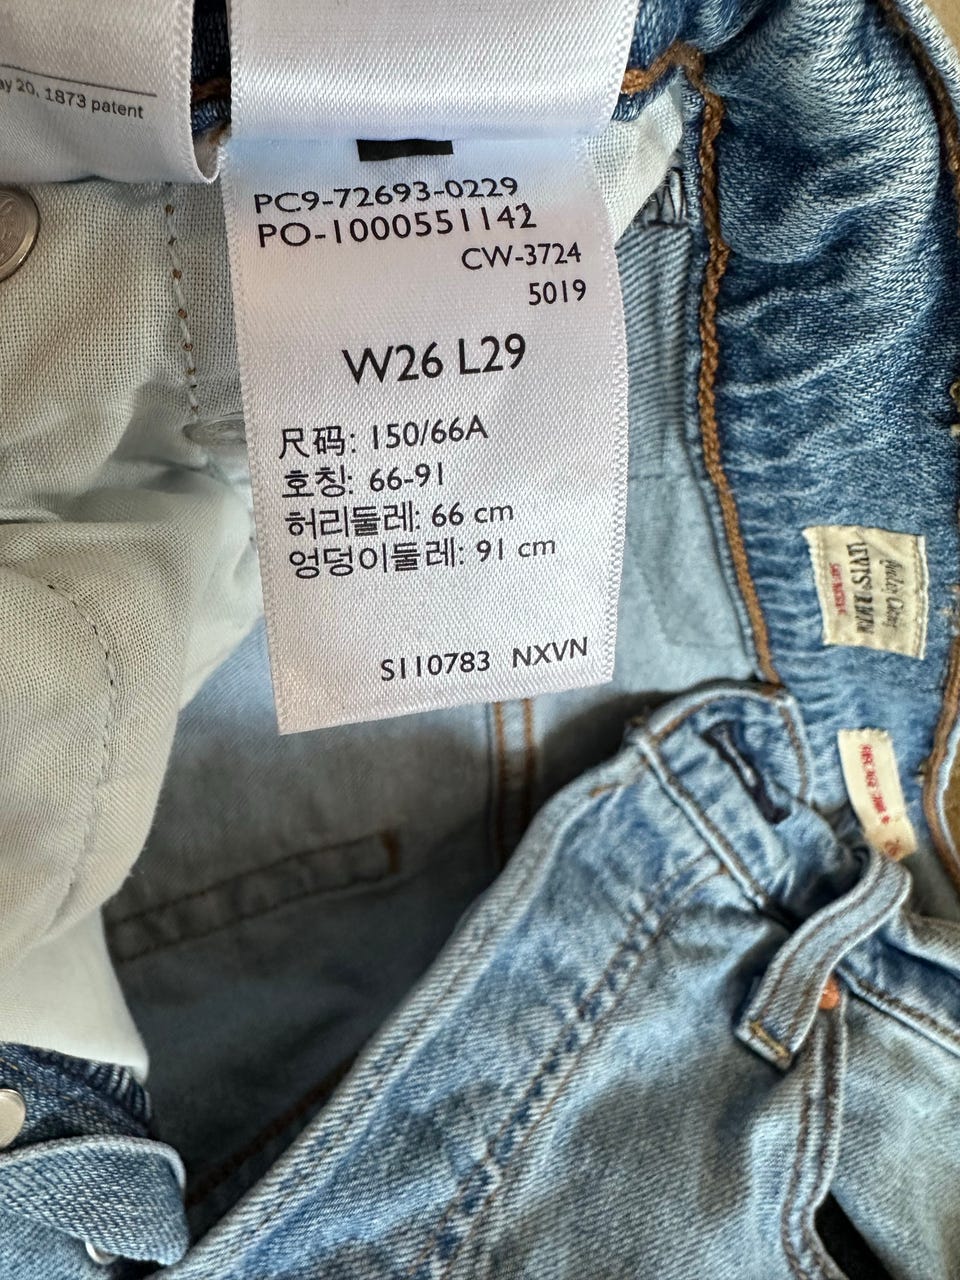 ay 20, 1873 patent
PC9-72693-0229
PO-1000551142
CW-3724
5019
W26 L29
尺码: 150/66A
호칭: 66-91
허리둘레: 66 cm
엉덩이둘레: 91 cm
S110783 NXVN